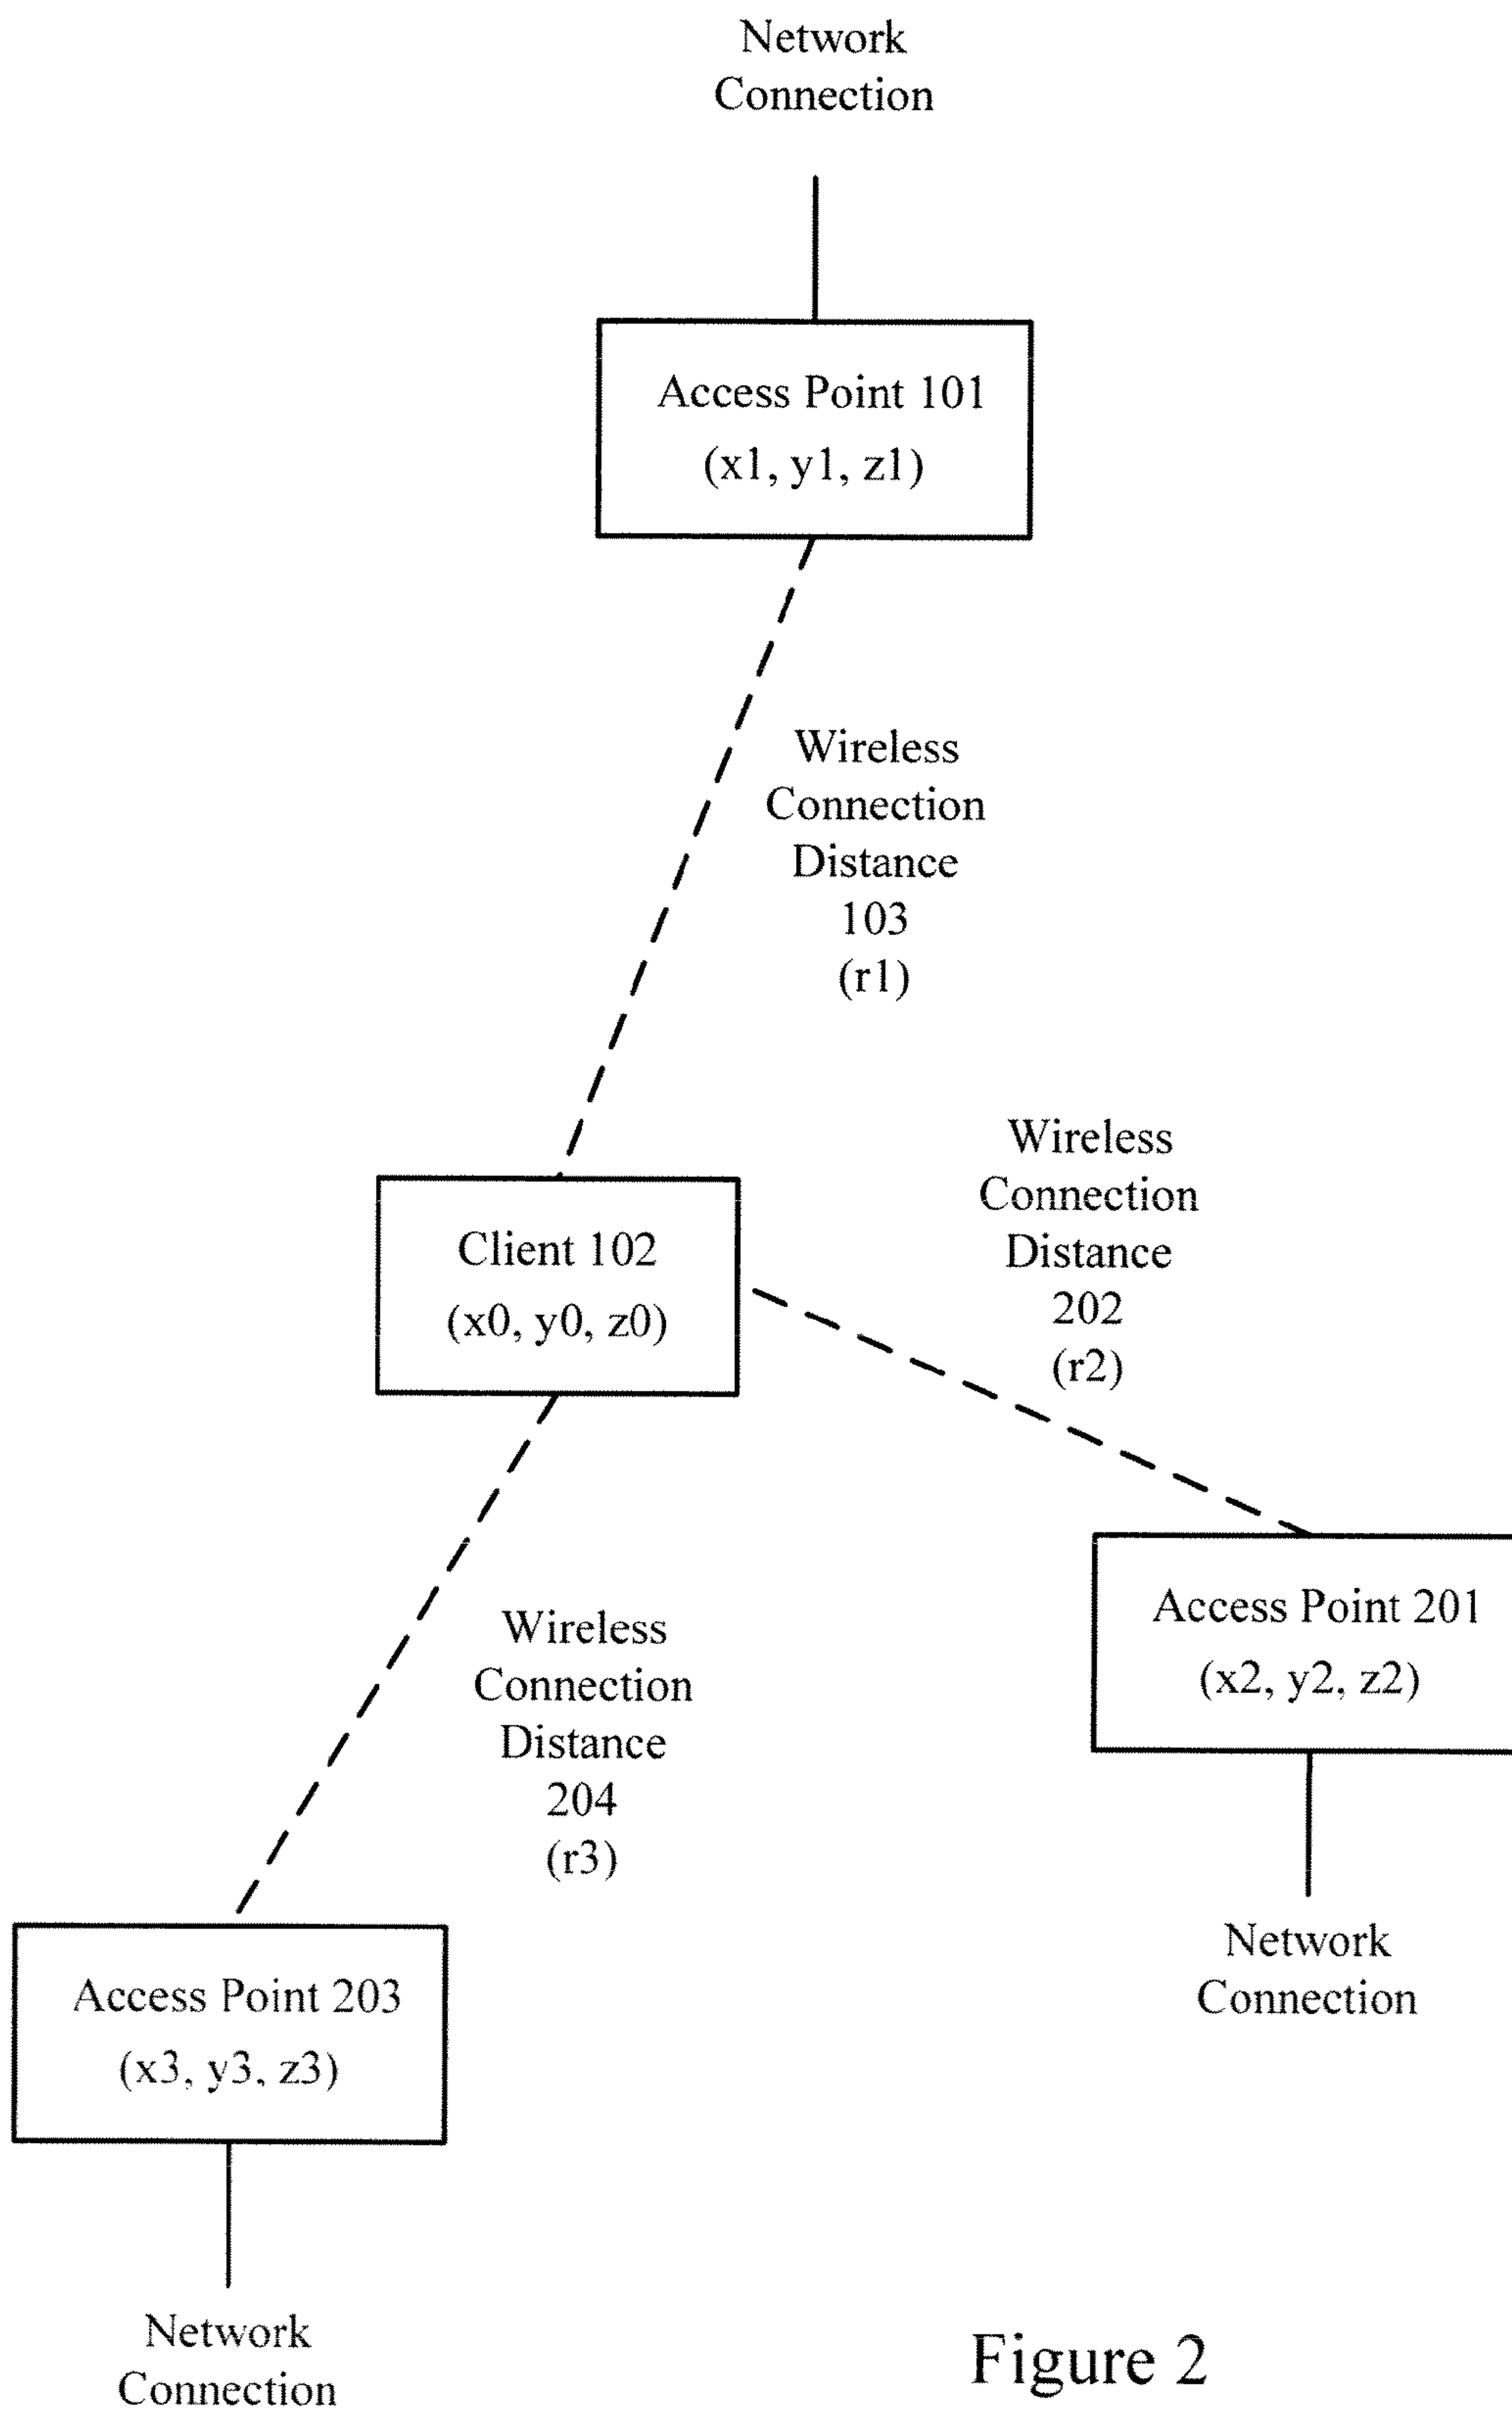 Network
Connection
Access Point 101
(x1, y1, z1)
Wireless
Connection
Distance
103
(r1)
Wireless
Connection
Distance
202
(r2)
Client 102
(x0, y0, z0)
Access Point 201
(x2, y2, z2)
Wireless
Connection
Distance
204
(r3)
Network
Connection
Access Point 203
(x3, y3, z3)
Network
Connection
Figure 2